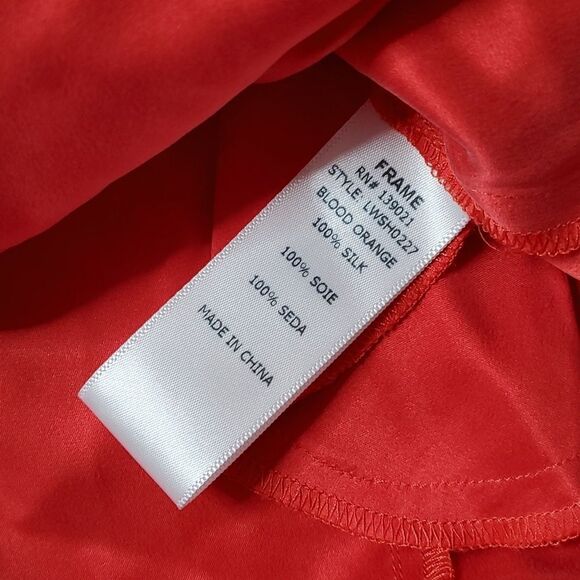 FRAME
RN# 139021
STYLE: LWSH0227
BLOOD ORANGE
100% SILK
100% SOIE
100% SEDA
MADE IN CHINA